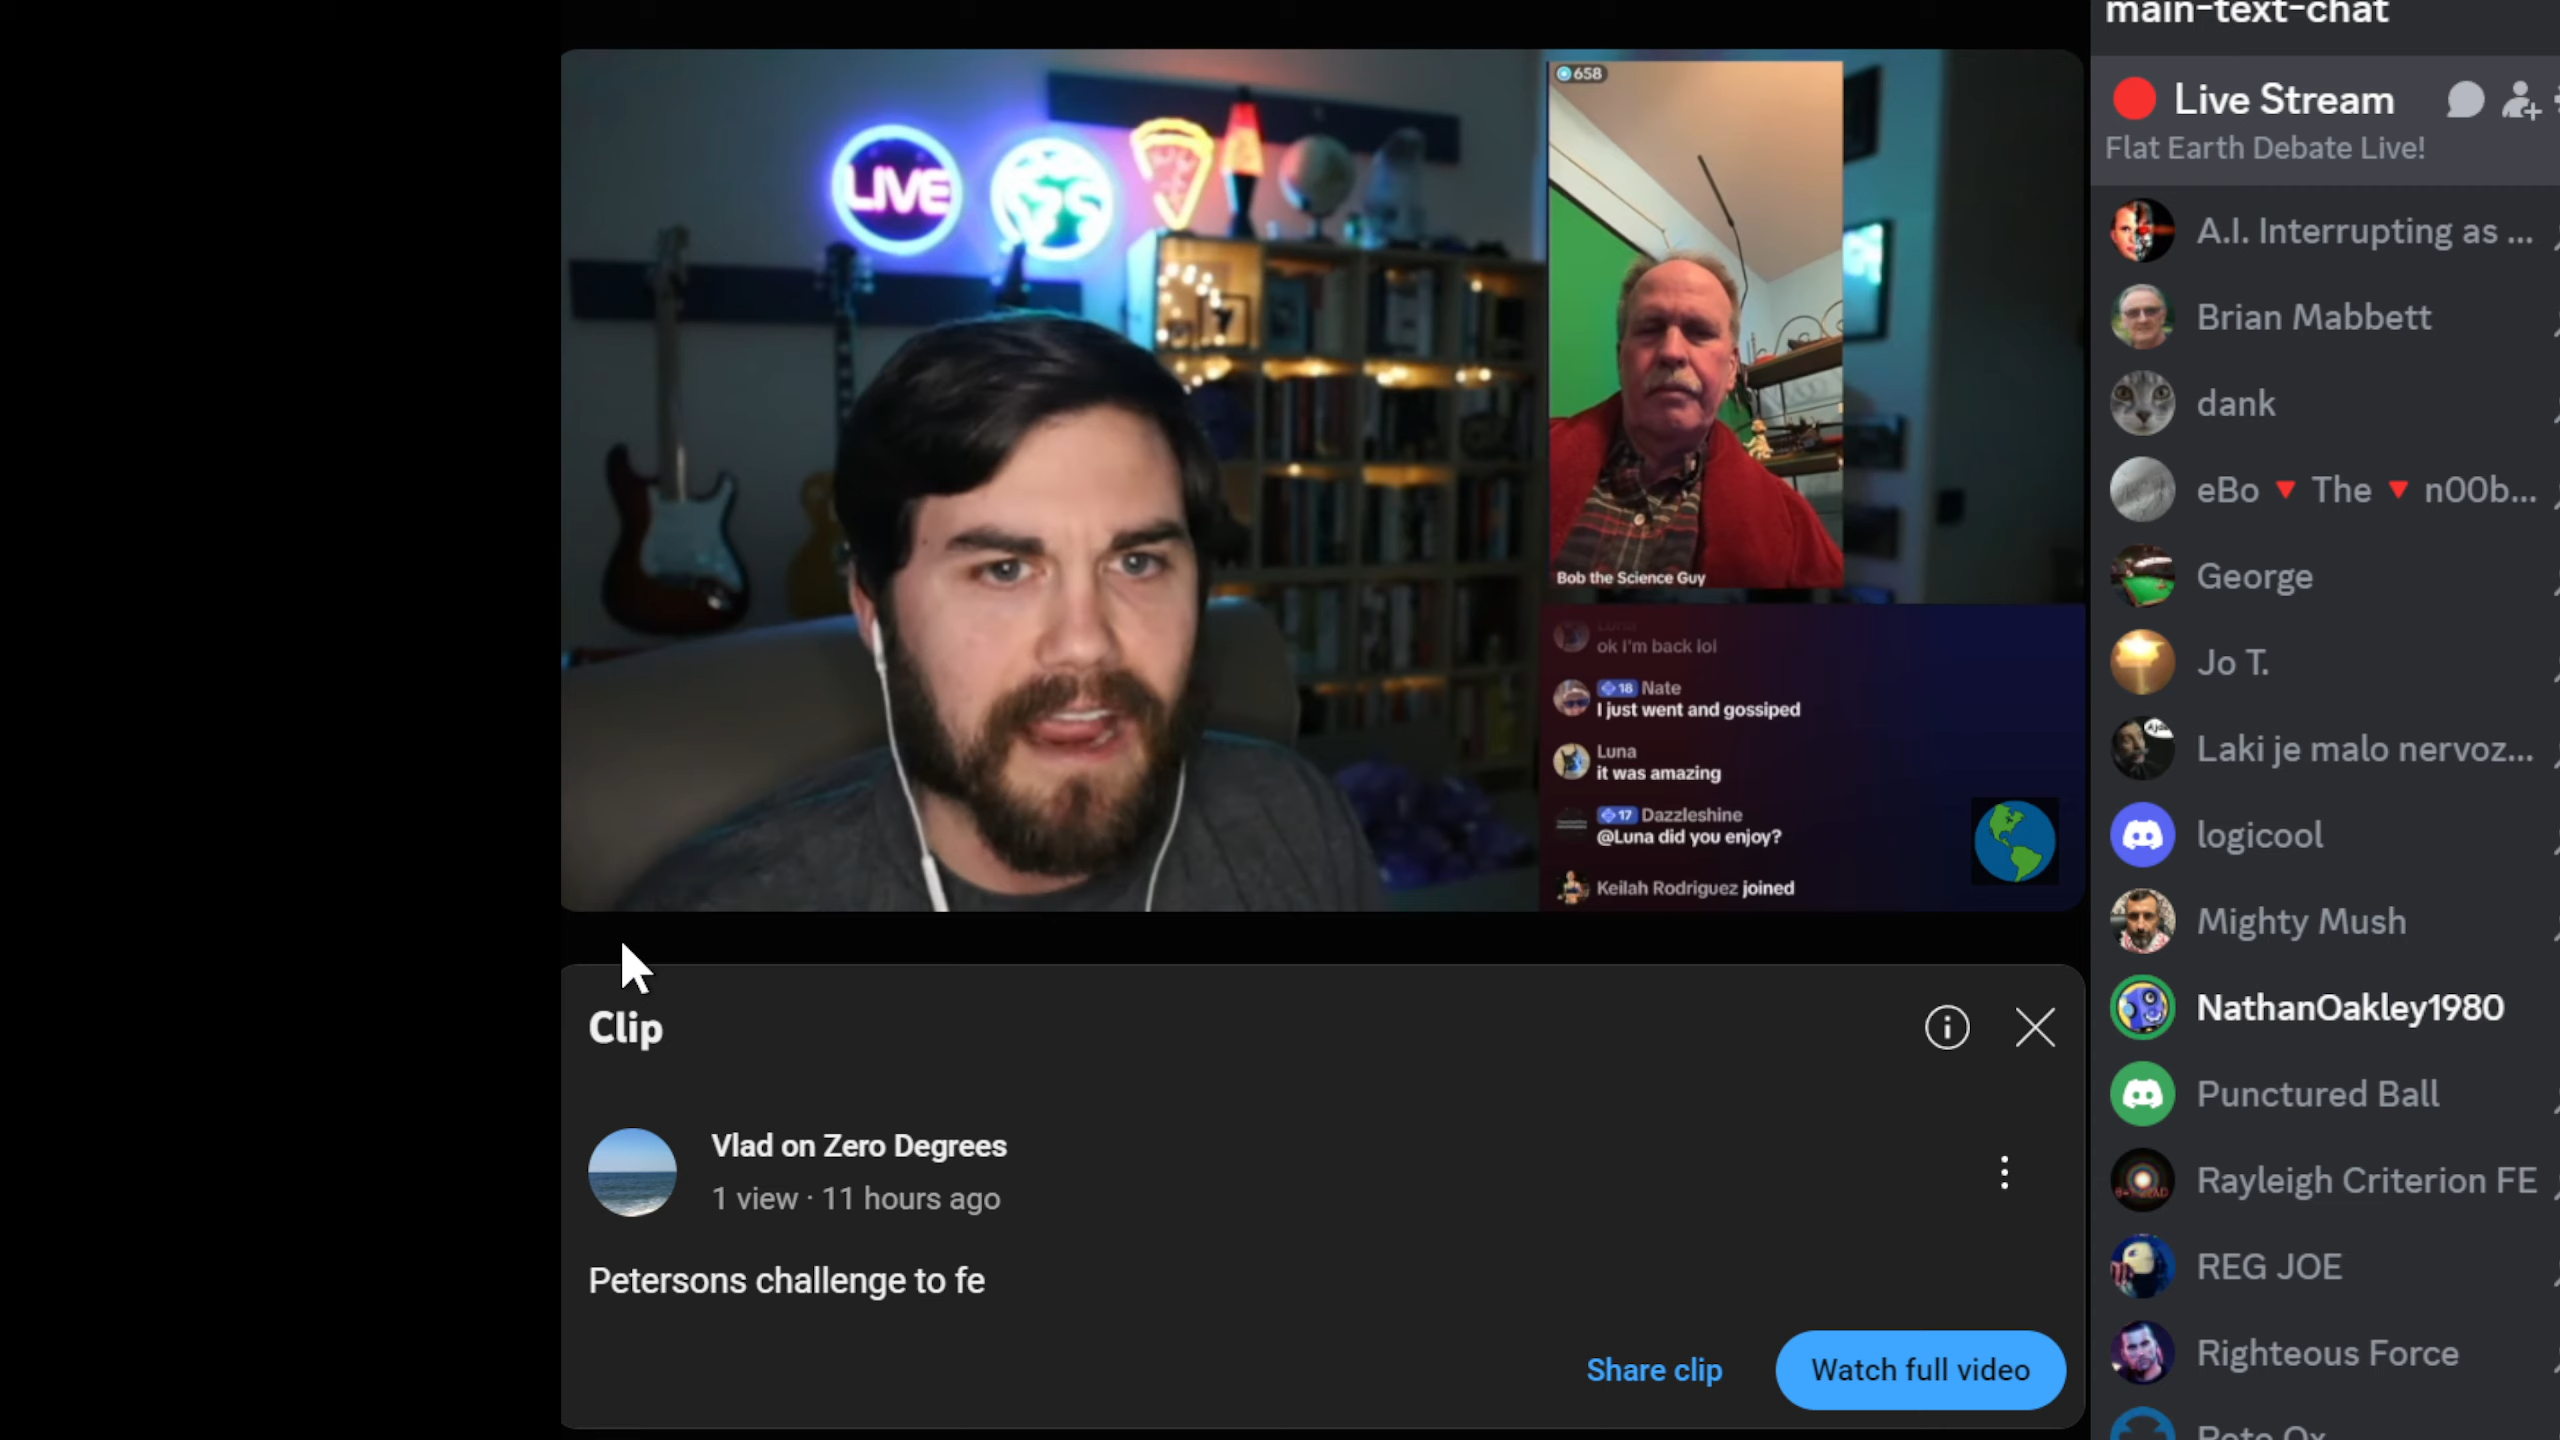 LIVE
658
Bob the Science Guy
Luna
ok i'm back lol
18 Nate
I just went and gossiped
Luna
it was amazing
17 Dazzleshine
@Luna did you enjoy?
Keilah Rodriguez joined
Clip
Vlad on Zero Degrees
1 view · 11 hours ago
Petersons challenge to fe
Share clip
Watch full video
main-text-chat
Live Stream
Flat Earth Debate Live!
A.I. Interrupting as ...
Brian Mabbett
dank
eBo 🔻 The 🔻 n00b...
George
Jo T.
Laki je malo nervoz...
logicool
Mighty Mush
NathanOakley1980
Punctured Ball
Rayleigh Criterion FE
REG JOE
Righteous Force